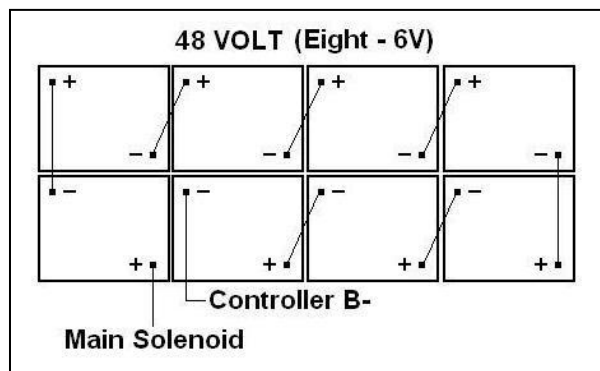 48 VOLT (Eight - 6V)
+ + + +
- - - -
- - - -
+ + + +
Controller B-
Main Solenoid